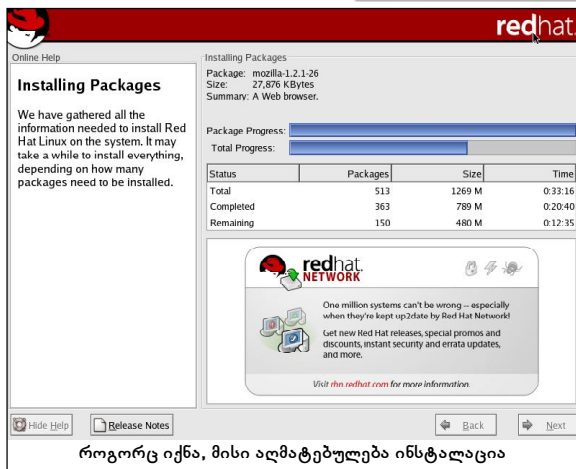 redhat.
Online Help
Installing Packages
We have gathered all the
information needed to install Red
Hat Linux on the system. It may
take a while to install everything,
depending on how many
packages need to be installed.
Installing Packages
Package: mozilla-1.2.1-26
Size: 27,876 KBytes
Summary: A Web browser.
Package Progress:
Total Progress:
Status Packages Size Time
Total 513 1269 M 0:33:16
Completed 363 789 M 0:20:40
Remaining 150 480 M 0:12:35
redhat.
NETWORK
One million systems can't be wrong – especially
when they're kept up2date by Red Hat Network!
Get new Red Hat releases, special promos and
discounts, instant security and errata updates,
and more.
Visit rhn.redhat.com for more information.
Hide Help
Release Notes
Back
Next
როგორც იქნა, მისი აღმატებულება ინსტალაცია